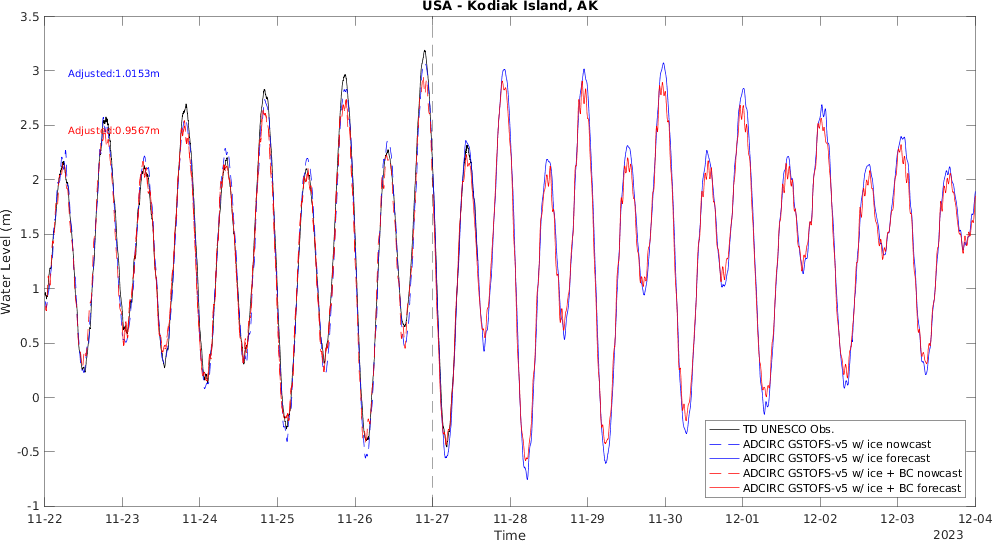 USA - Kodiak Island, AK
3.5
3
2.5
2
1.5
1
0.5
0
-0.5
-1
Water Level (m)
Adjusted:1.0153m
Adjusted:0.9567m
TD UNESCO Obs.
ADCIRC GSTOFS-v5 w/ ice nowcast
ADCIRC GSTOFS-v5 w/ ice forecast
ADCIRC GSTOFS-v5 w/ ice + BC nowcast
ADCIRC GSTOFS-v5 w/ ice + BC forecast
11-22 11-23 11-24 11-25 11-26 11-27 11-28 11-29 11-30 12-01 12-02 12-03 12-04
Time
2023